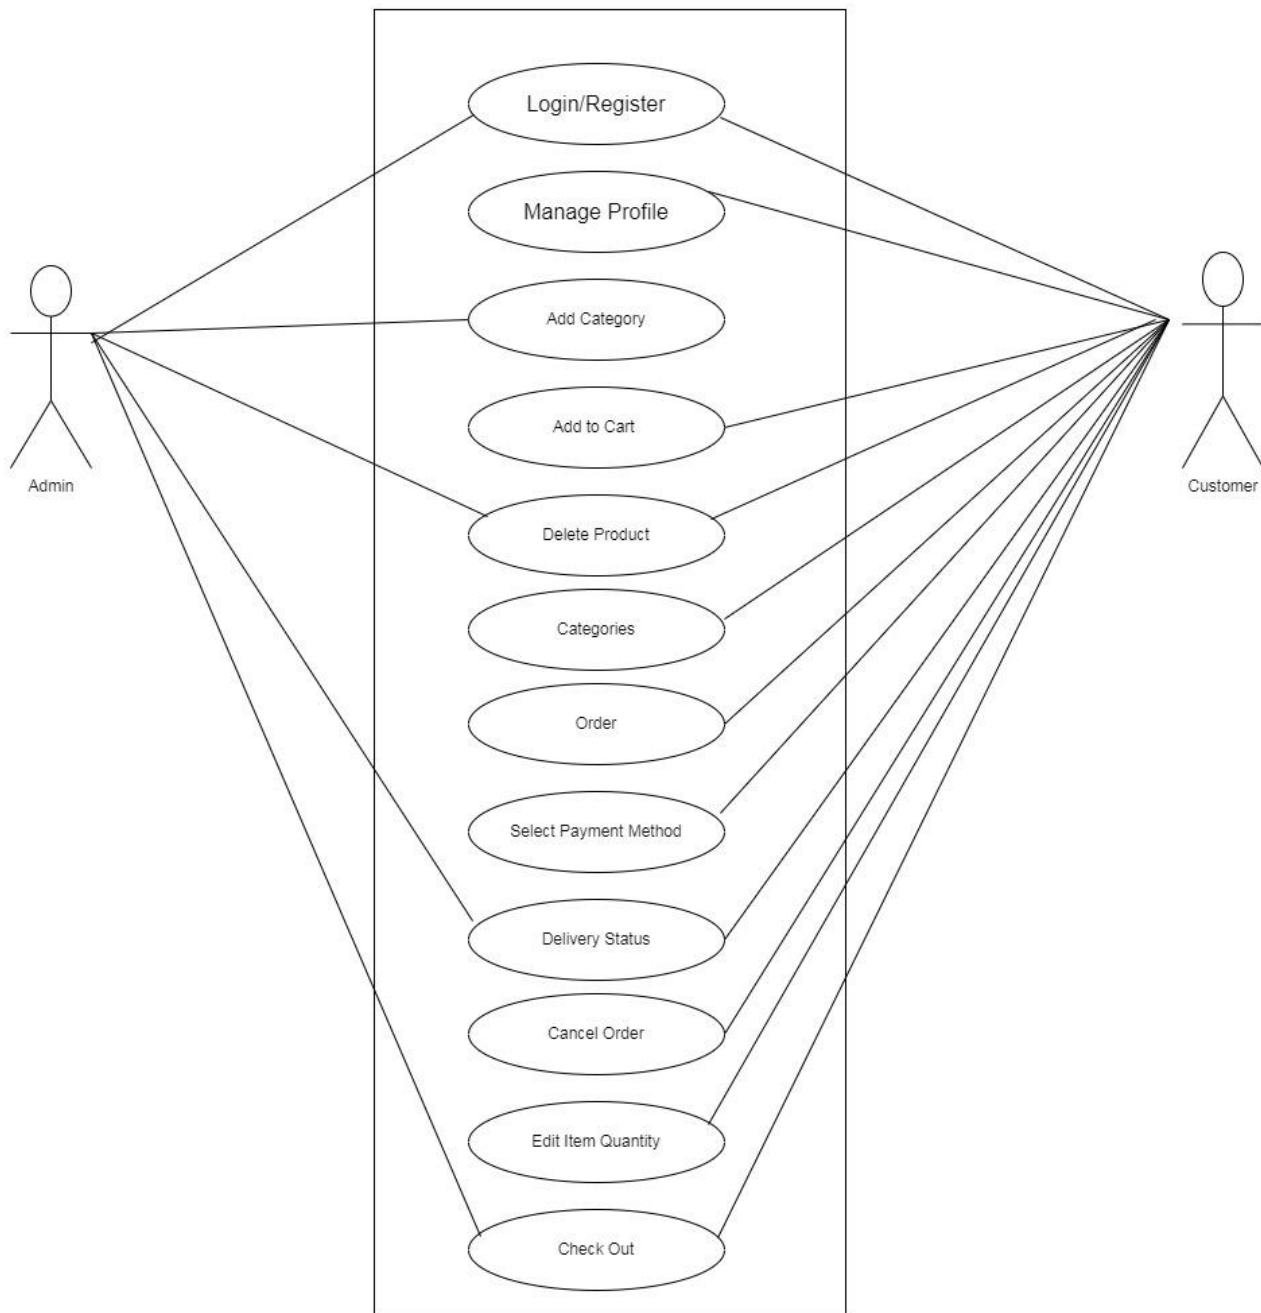 Login/Register
Manage Profile
Add Category
Add to Cart
Admin
Customer
Delete Product
Categories
Order
Select Payment Method
Delivery Status
Cancel Order
Edit Item Quantity
Check Out